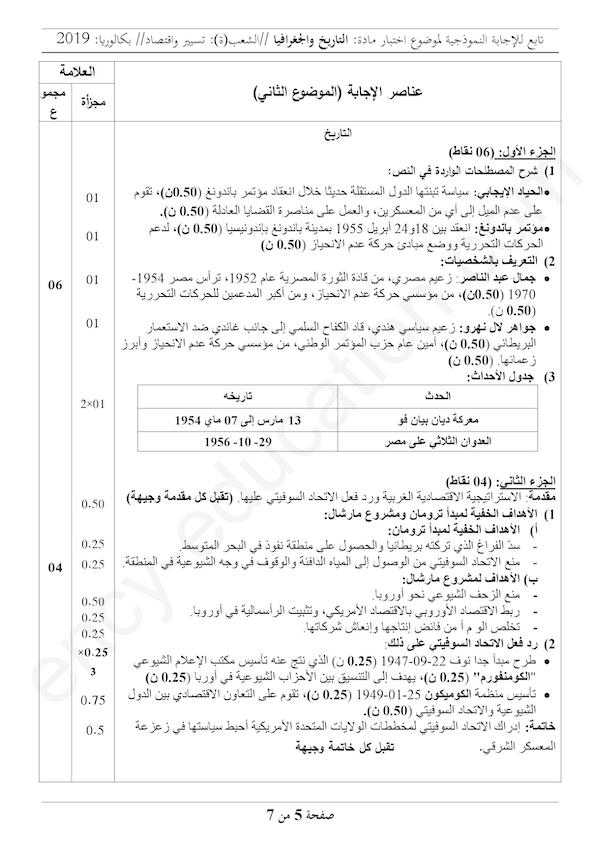 تابع للإجابة النموذجية لموضوع اختبار مادة: التاريخ والجغرافيا //الشعب(ة): تسيير واقتصاد// بكالوريا: 2019
العلامة
عناصر الإجابة (الموضوع الثاني)
مجزأة
مجمو
ع
التاريخ
الجزء الأول: (06 نقاط)
1) شرح المصطلحات الواردة في النص:
●الحياد الإيجابي: سياسة تبنتها الدول المستقلة حديثا خلال انعقاد مؤتمر باندونغ (0.50ن)، تقوم
على عدم الميل إلى أي من المعسكرين، والعمل على مناصرة القضايا العادلة (0.50 ن).
01
●مؤتمر باندونغ: انعقد بين 18و24 أبريل 1955 بمدينة باندونغ بإندونيسيا (0.50 ن)، لدعم
الحركات التحررية ووضع مبادئ حركة عدم الانحياز (0.50 ن)
01
2) التعريف بالشخصيات:
● جمال عبد الناصر: زعيم مصري، من قادة الثورة المصرية عام 1952، ترأس مصر 1954-
1970 (0.50 ن)، من مؤسسي حركة عدم الانحياز، ومن أكبر المدعمين للحركات التحررية
(0.50 ن).
01
06
● جواهر لال نهرو: زعيم سياسي هندي، قاد الكفاح السلمي إلى جانب غاندي ضد الاستعمار
البريطاني (0.50 ن)، أمين عام حزب المؤتمر الوطني، من مؤسسي حركة عدم الانحياز وأبرز
زعمائها. (0.50 ن)
01
3) جدول الأحداث:
الحدث تاريخه
معركة ديان بيان فو 13 مارس إلى 07 ماي 1954
العدوان الثلاثي على مصر 29- 10- 1956
2×01
الجزء الثاني: (04 نقاط)
مقدمة: الاستراتيجية الاقتصادية الغربية ورد فعل الاتحاد السوفيتي عليها. (تقبل كل مقدمة وجيهة)
0.50
1) الأهداف الخفية لمبدأ ترومان ومشروع مارشال:
أ) الأهداف الخفية لمبدأ ترومان:
- سدّ الفراغ الذي تركته بريطانيا والحصول على منطقة نفوذ في البحر المتوسط
0.25
- منع الاتحاد السوفيتي من الوصول إلى المياه الدافئة والوقوف في وجه الشيوعية في المنطقة.
0.25
04
ب) الأهداف لمشروع مارشال:
- منع الزحف الشيوعي نحو أوروبا.
0.50
- ربط الاقتصاد الأوروبي بالاقتصاد الأمريكي، وتثبيت الرأسمالية في أوروبا.
0.25
- تخلص الو م أ من فائض إنتاجها وإنعاش شركاتها.
0.25
2) رد فعل الاتحاد السوفيتي على ذلك:
● طرح مبدأ جدا نوف 22-09-1947 (0.25 ن) الذي نتج عنه تأسيس مكتب الإعلام الشيوعي
"الكومنفورم" (0.25 ن)، يهدف إلى التنسيق بين الأحزاب الشيوعية في أوربا (0.25 ن)
×0.25
3
● تأسيس منظمة الكوميكون 25-01-1949 (0.25 ن)، تقوم على التعاون الاقتصادي بين الدول
الشيوعية والاتحاد السوفيتي (0.50 ن).
0.75
خاتمة: إدراك الاتحاد السوفيتي لمخططات الولايات المتحدة الأمريكية أحبط سياستها في زعزعة
المعسكر الشرقي. تقبل كل خاتمة وجيهة
0.5
صفحة 5 من 7
ency-education.com